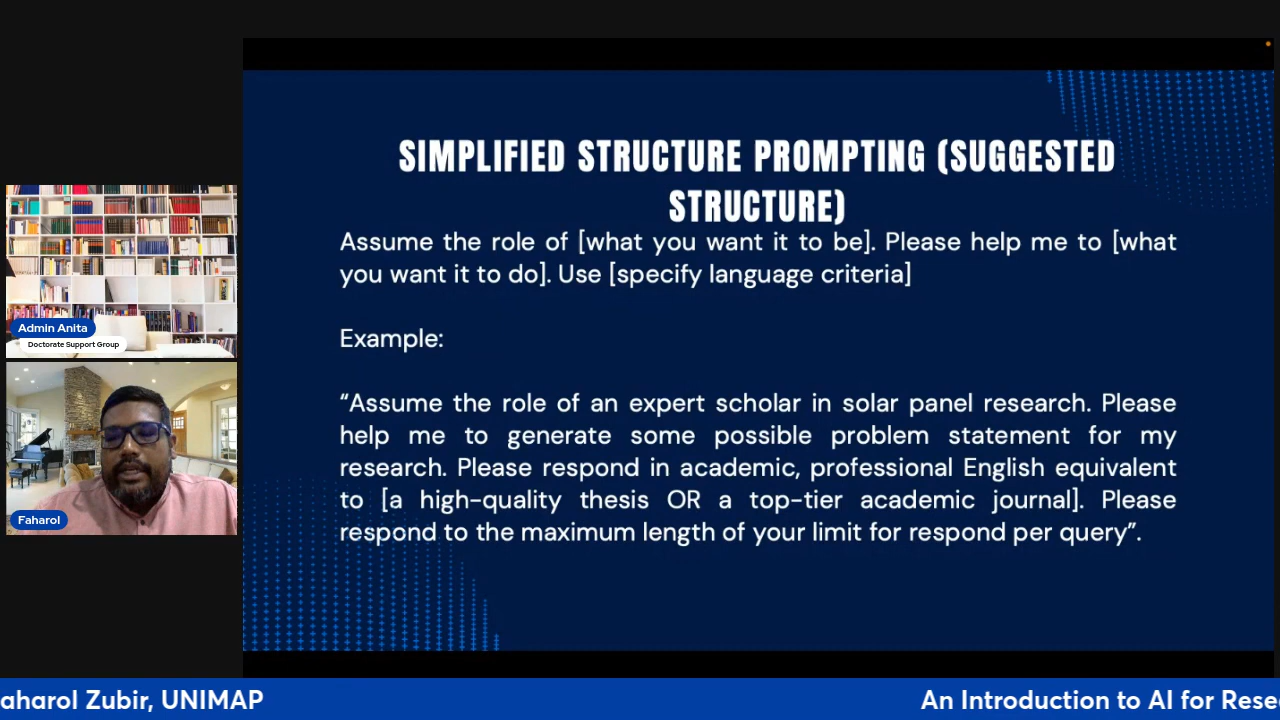 SIMPLIFIED STRUCTURE PROMPTING (SUGGESTED
STRUCTURE)
Assume the role of [what you want it to be]. Please help me to [what
you want it to do]. Use [specify language criteria]
Example:
“Assume the role of an expert scholar in solar panel research. Please
help me to generate some possible problem statement for my
research. Please respond in academic, professional English equivalent
to [a high-quality thesis OR a top-tier academic journal]. Please
respond to the maximum length of your limit for respond per query”.
Admin Anita
Doctorate Support Group
Faharol
aharol Zubir, UNIMAP
An Introduction to AI for Rese